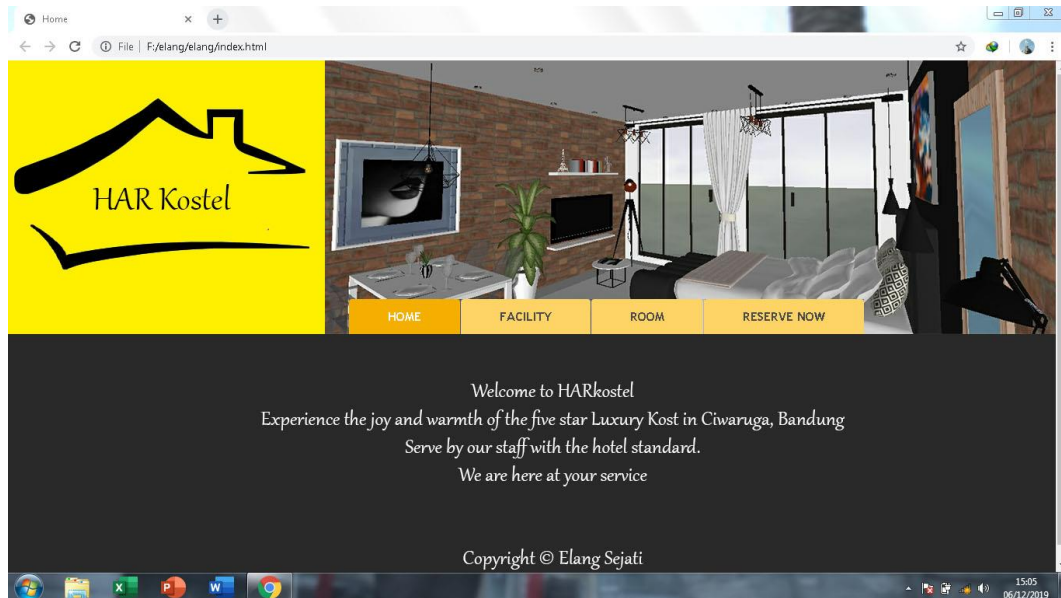 Home
File F:/elang/elang/index.html
HAR Kostel
HOME FACILITY ROOM RESERVE NOW
Welcome to HARkostel
Experience the joy and warmth of the five star Luxury Kost in Ciwaruga, Bandung
Serve by our staff with the hotel standard.
We are here at your service
Copyright © Elang Sejati
15:05
06/12/2019